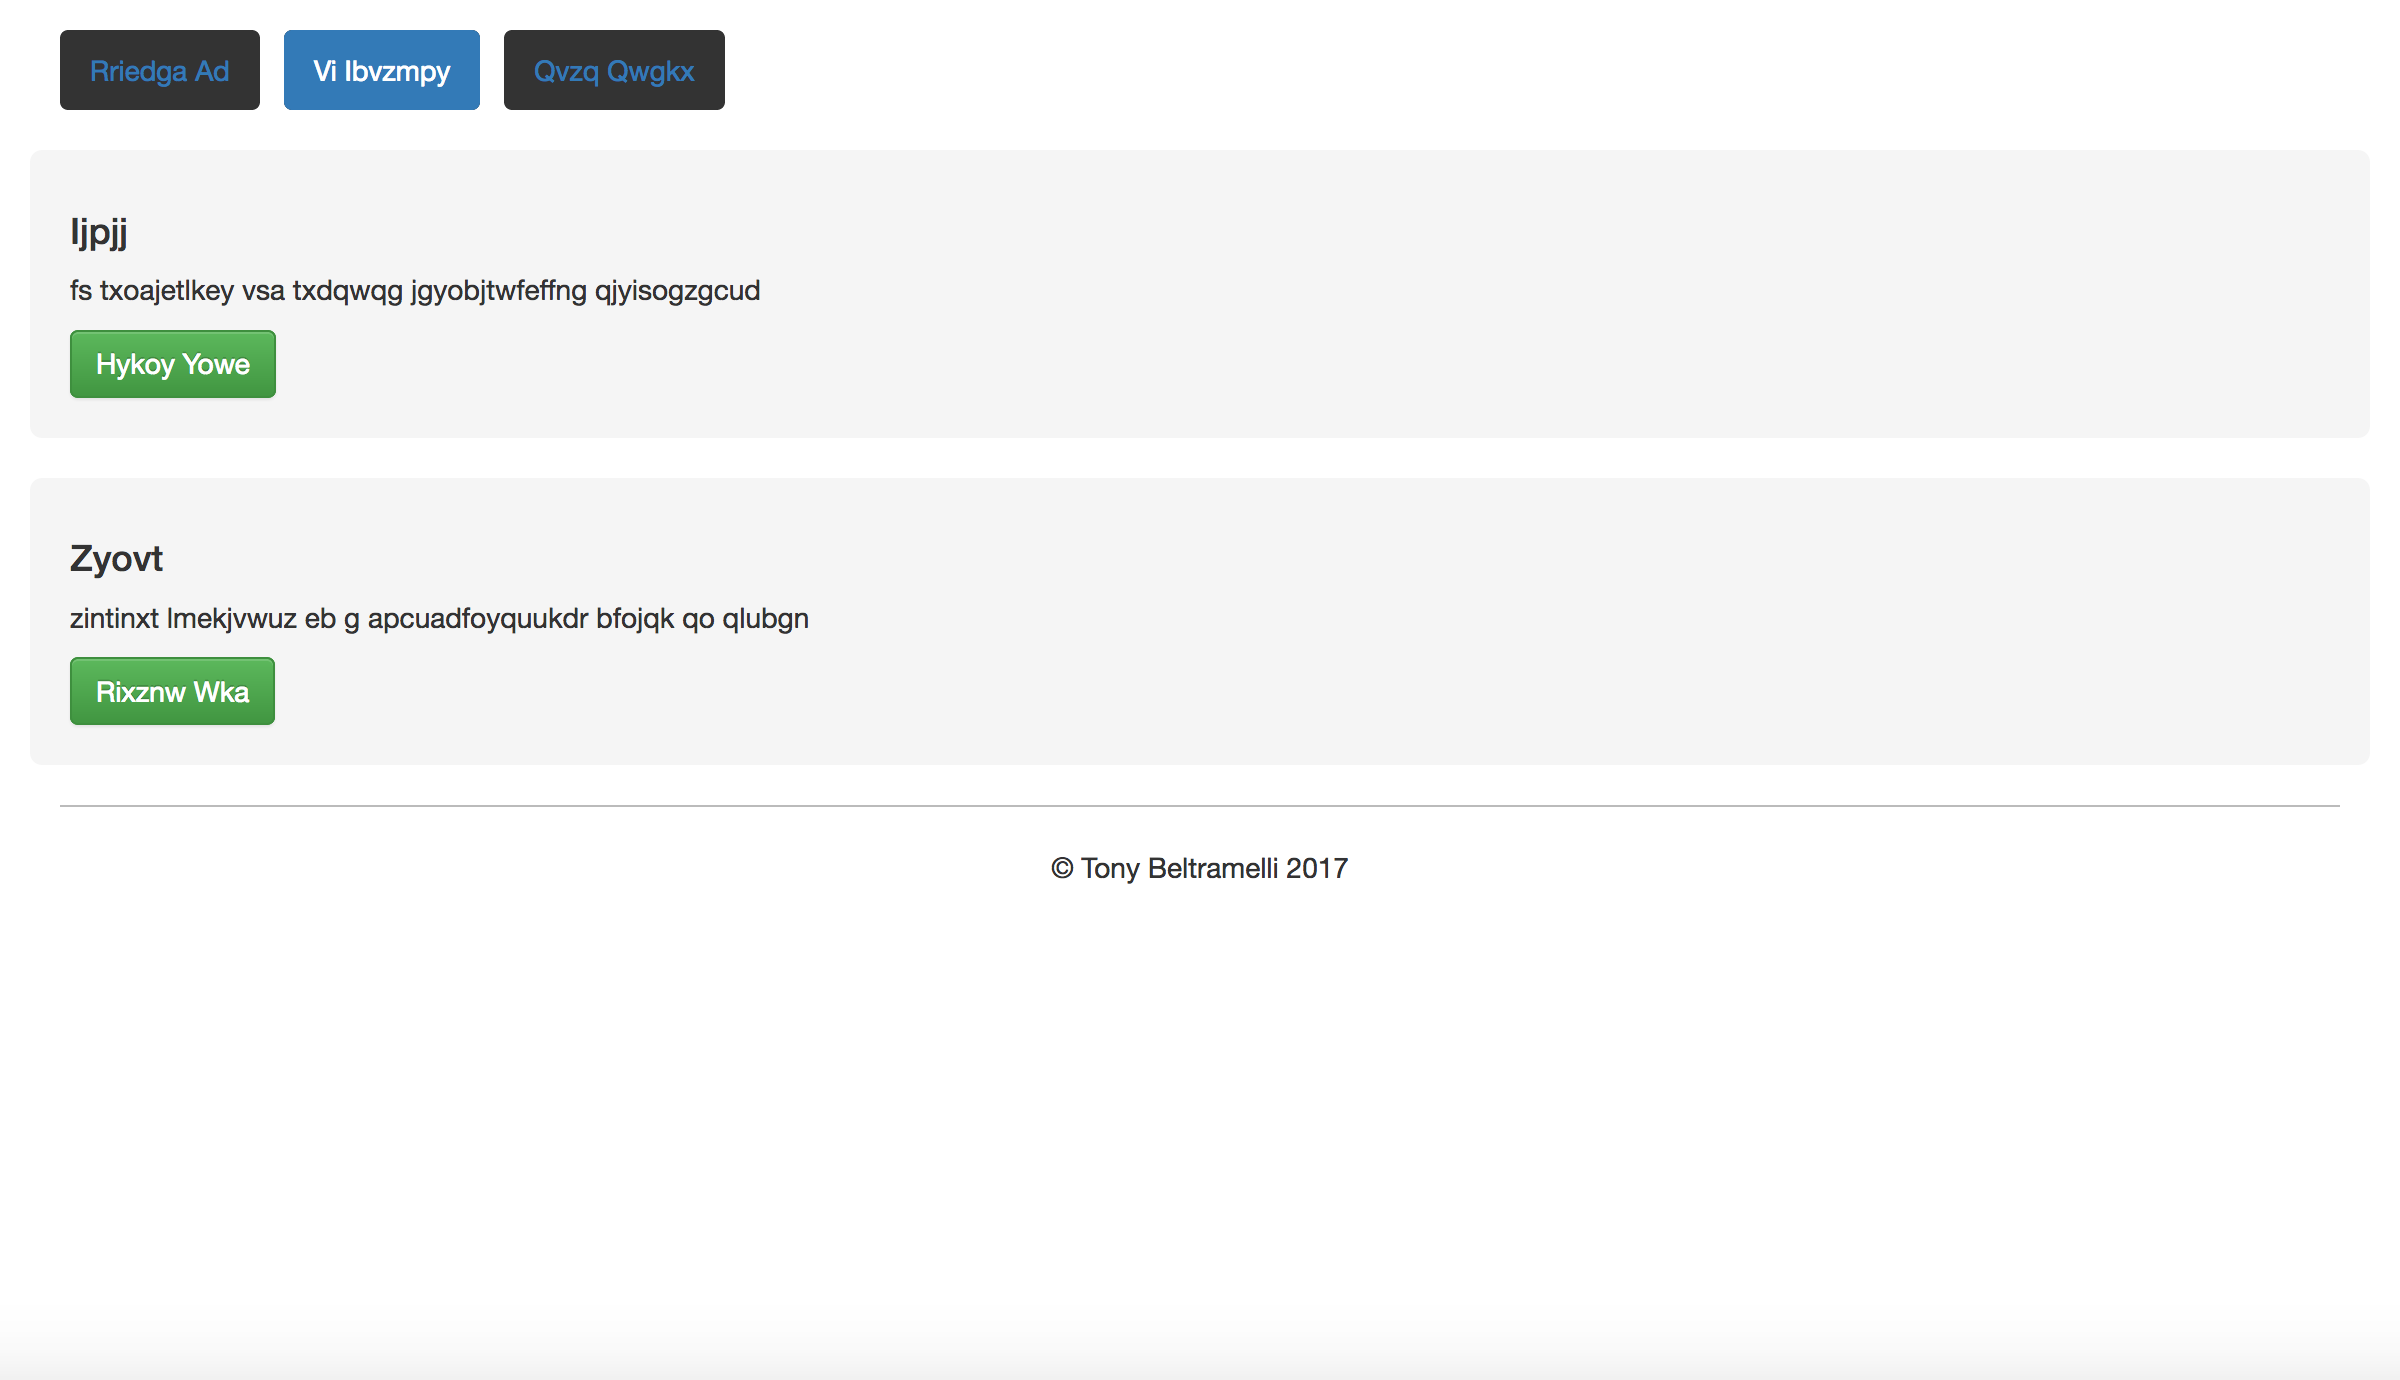 Rriedga Ad
Vi Ibvzmpy
Qvzq Qwgkx
Ijpjj
fs txoajetlkey vsa txdqwqg jgyobjtwfeffng qjyisogzgcud
Hykoy Yowe
Zyovt
zintinxt lmekjvwuz eb g apcuadfoyquukdr bfojqk qo qlubgn
Rixznw Wka
© Tony Beltramelli 2017